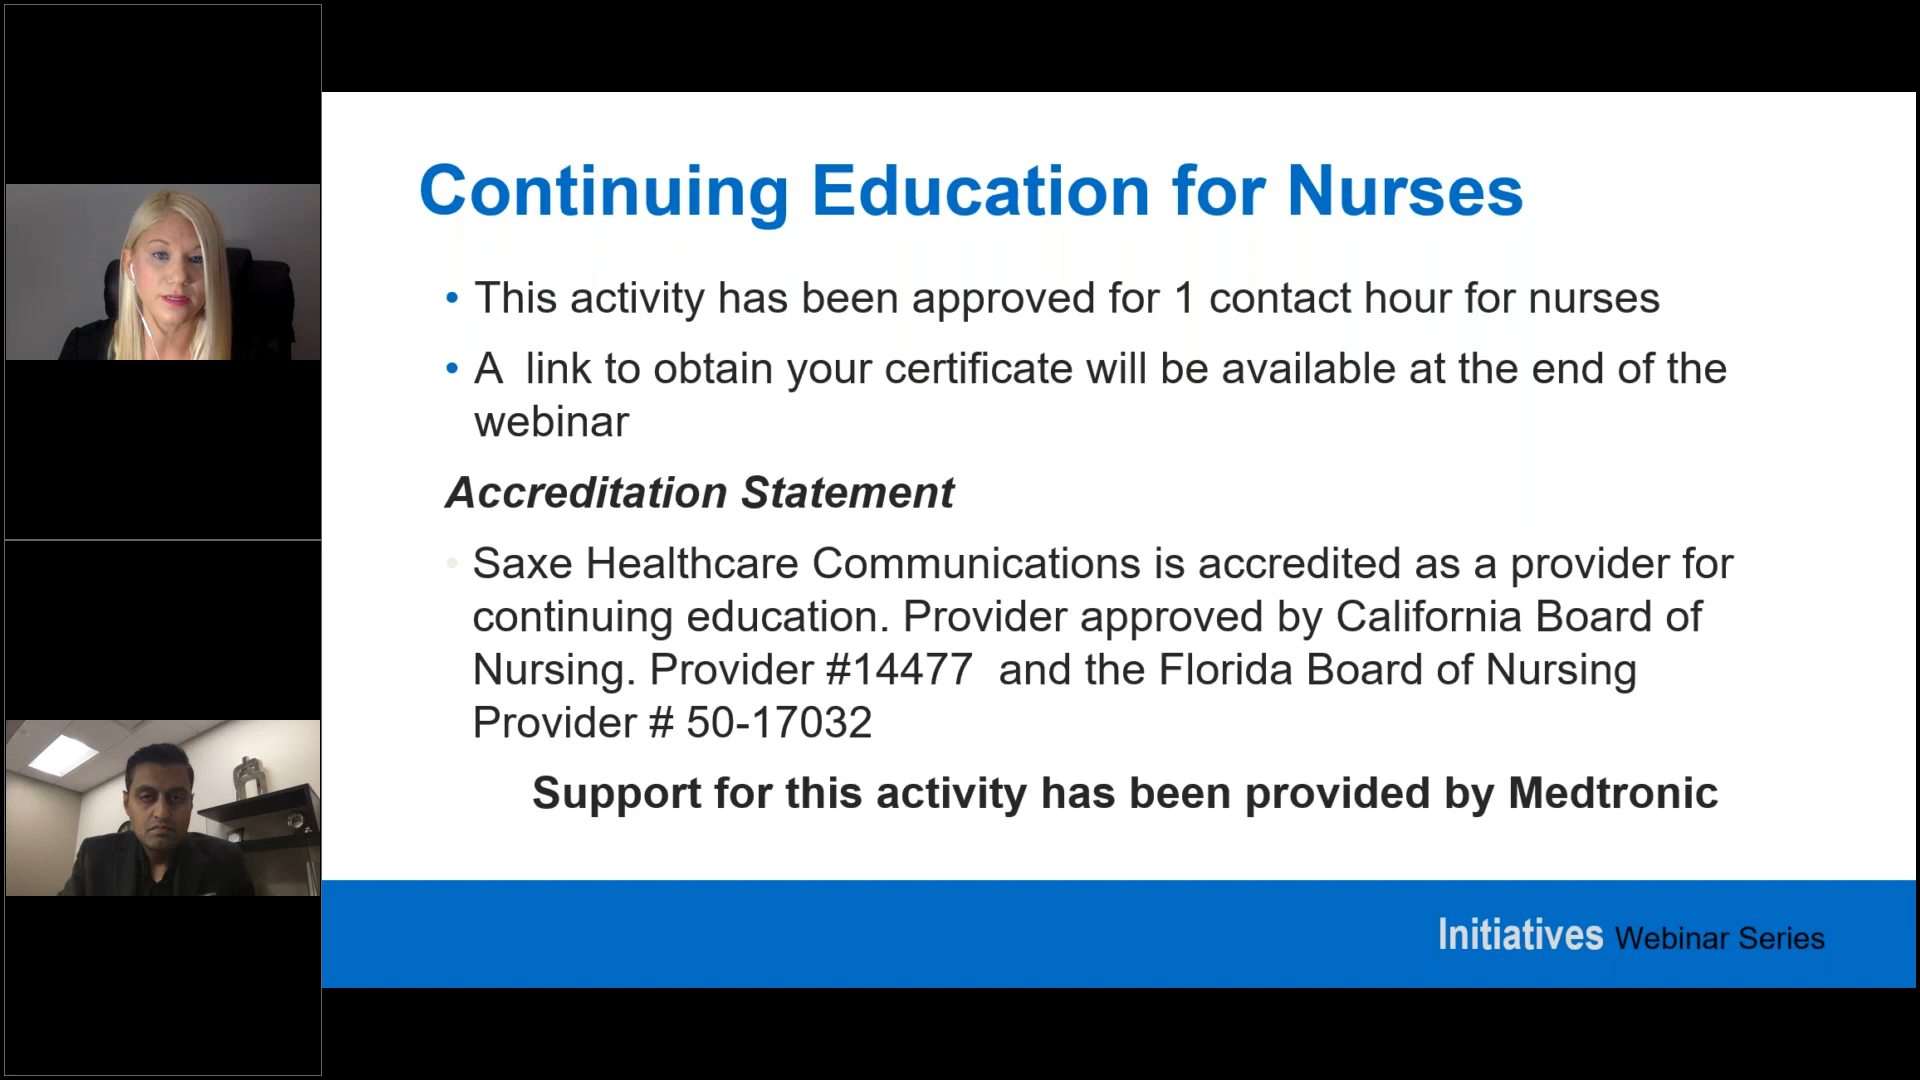 Continuing Education for Nurses
• This activity has been approved for 1 contact hour for nurses
• A  link to obtain your certificate will be available at the end of the
webinar
Accreditation Statement
• Saxe Healthcare Communications is accredited as a provider for
continuing education. Provider approved by California Board of
Nursing. Provider #14477  and the Florida Board of Nursing
Provider # 50-17032
Support for this activity has been provided by Medtronic
Initiatives Webinar Series